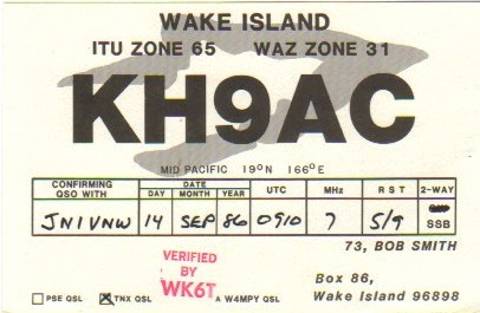 WAKE ISLAND
ITU ZONE 65 WAZ ZONE 31
KH9AC
MID PACIFIC 19°N 166°E
CONFIRMING QSO WITH DATE DAY MONTH YEAR UTC MHz R S T 2-WAY
JN1VNW 14 SEP 86 0910 7 5/9 SSB
73, BOB SMITH
VERIFIED
BY
WK6T
Box 86,
Wake Island 96898
PSE QSL TNX QSL A W4MPY QSL